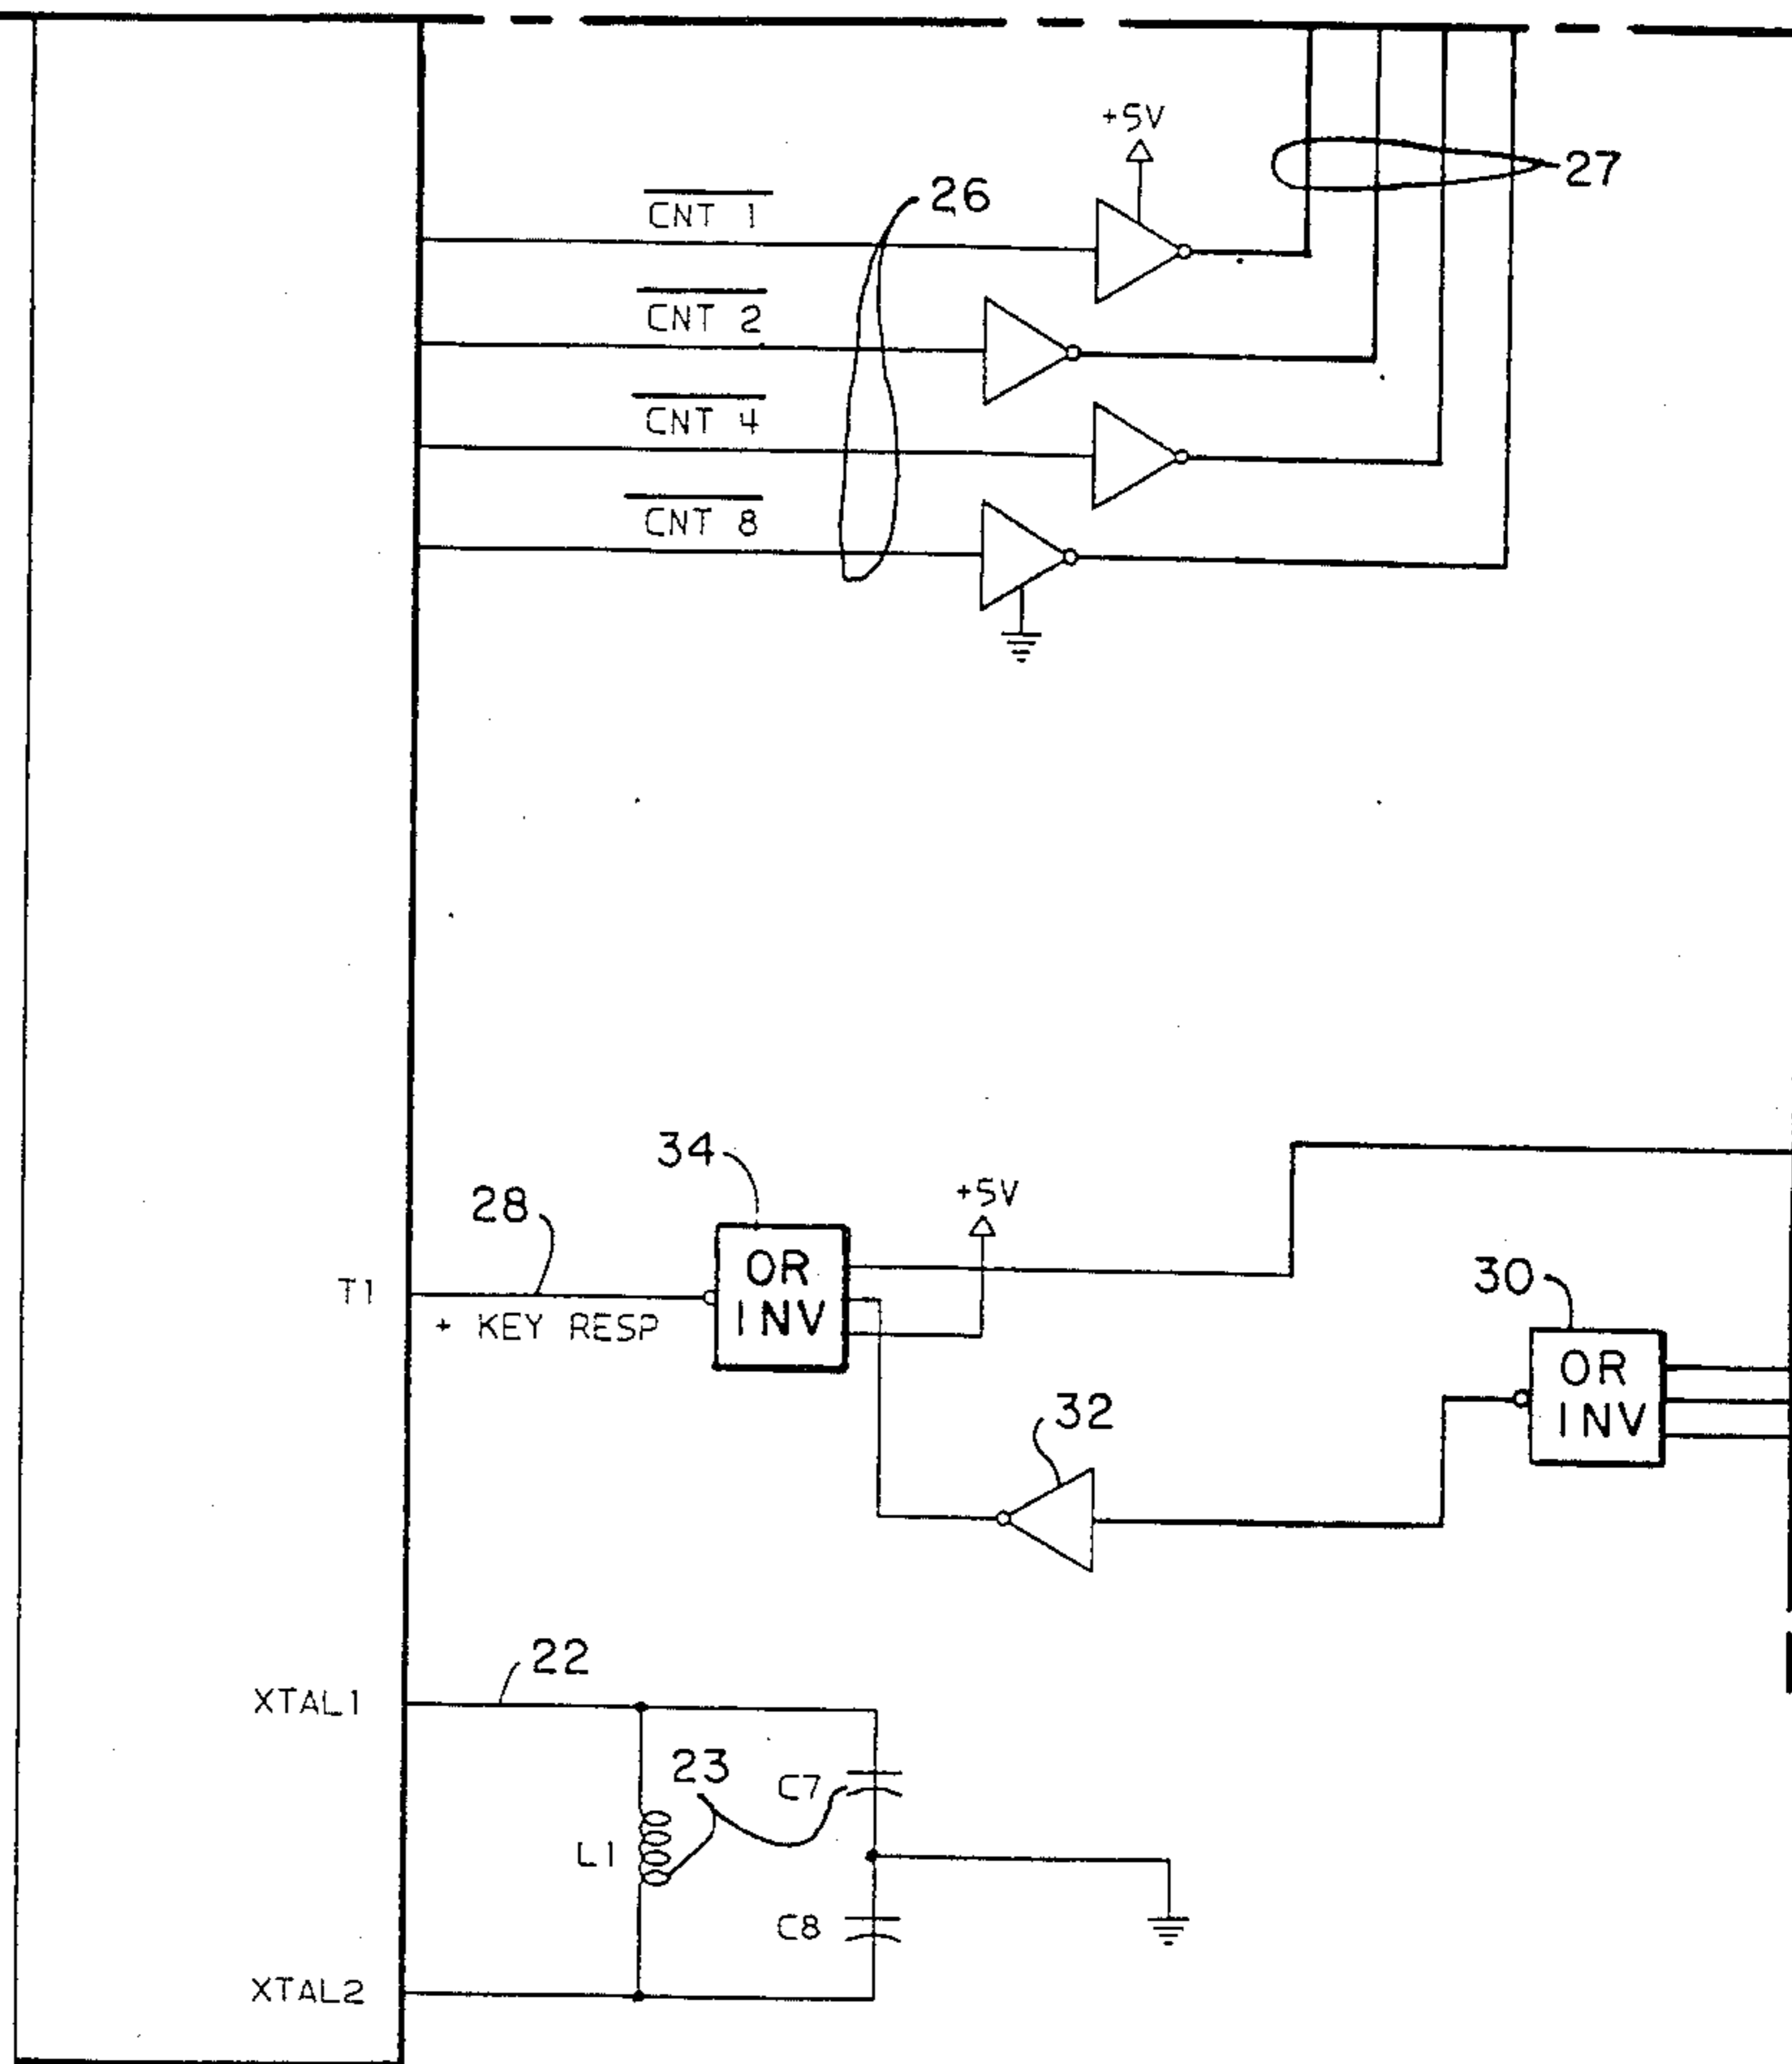 +5V
27
26
CNT 1
CNT 2
CNT 4
CNT 8
34
28
+5V
OR
INV
30
T1
+ KEY RESP
OR
INV
32
22
XTAL1
23
C7
L1
C8
XTAL2